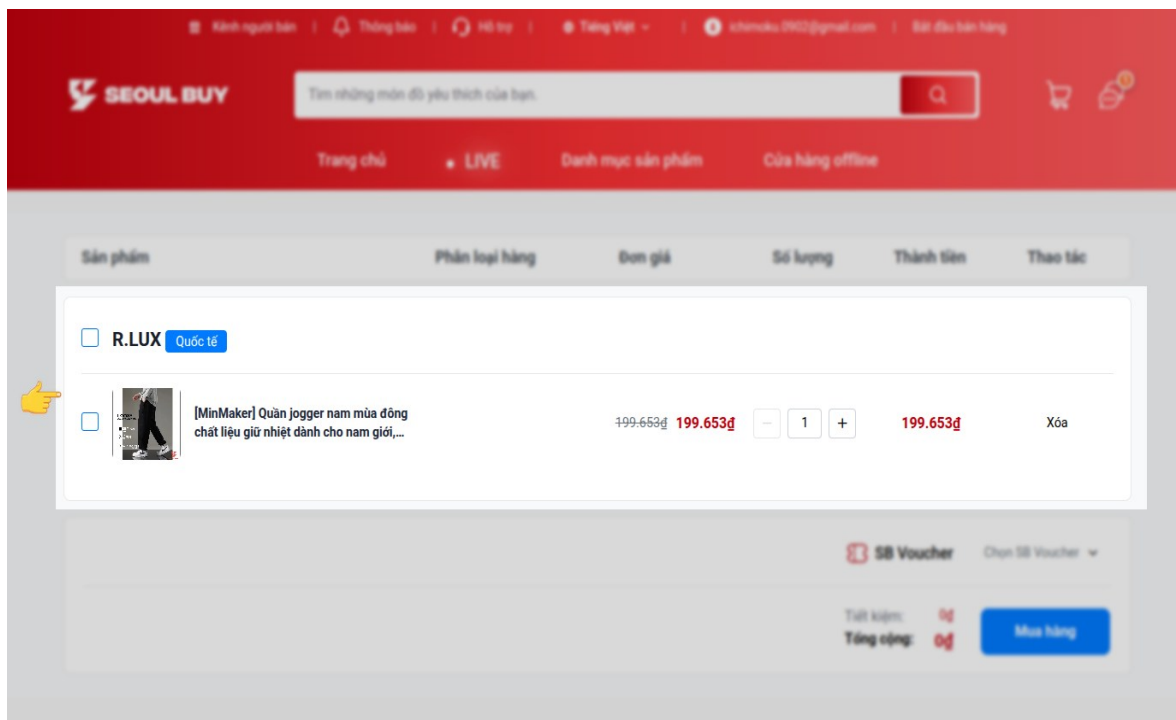 Kênh người bán | Thông báo | Hỗ trợ | Tiếng Việt | ichimoku.0902@gmail.com | Bắt đầu bán hàng
SEOUL BUY
Tìm những món đồ yêu thích của bạn.
Trang chủ • LIVE Danh mục sản phẩm Cửa hàng offline
Sản phẩm Phân loại hàng Đơn giá Số lượng Thành tiền Thao tác
R.LUX Quốc tế
[MinMaker] Quần jogger nam mùa đông
chất liệu giữ nhiệt dành cho nam giới,...
199.653₫ 199.653₫ − 1 + 199.653₫ Xóa
SB Voucher Chọn SB Voucher
Tiết kiệm: 0₫
Tổng cộng: 0₫
Mua hàng